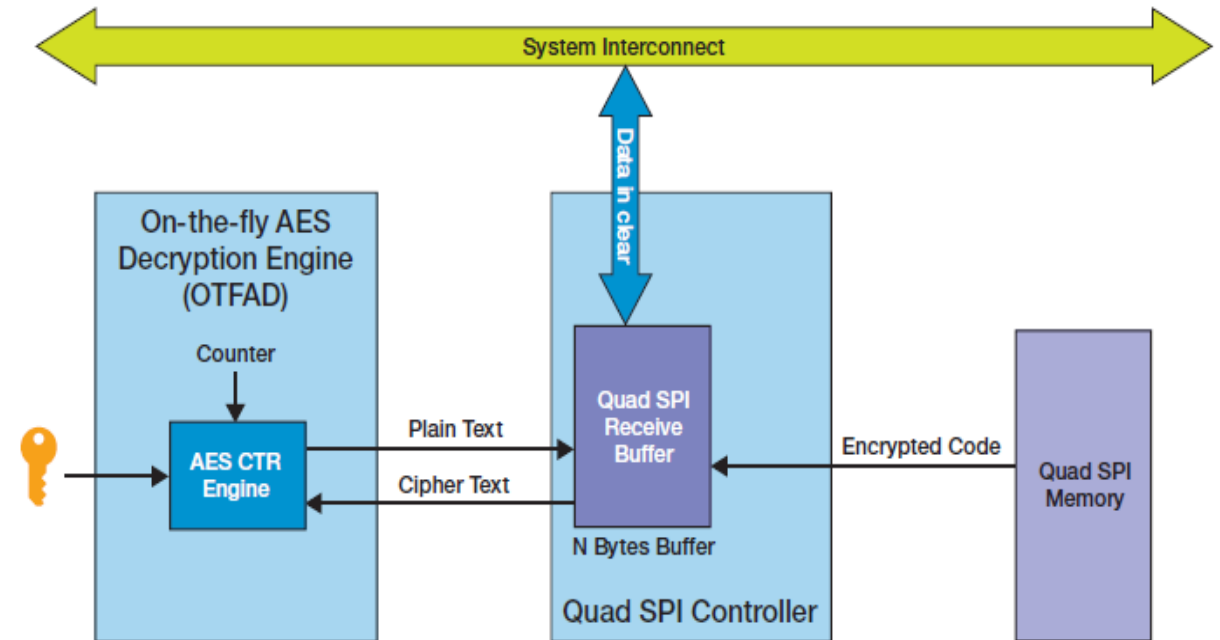 System Interconnect
Data in clear
On-the-fly AES
Decryption Engine
(OTFAD)
Counter
AES CTR
Engine
Plain Text
Cipher Text
Quad SPI
Receive
Buffer
N Bytes Buffer
Quad SPI Controller
Encrypted Code
Quad SPI
Memory